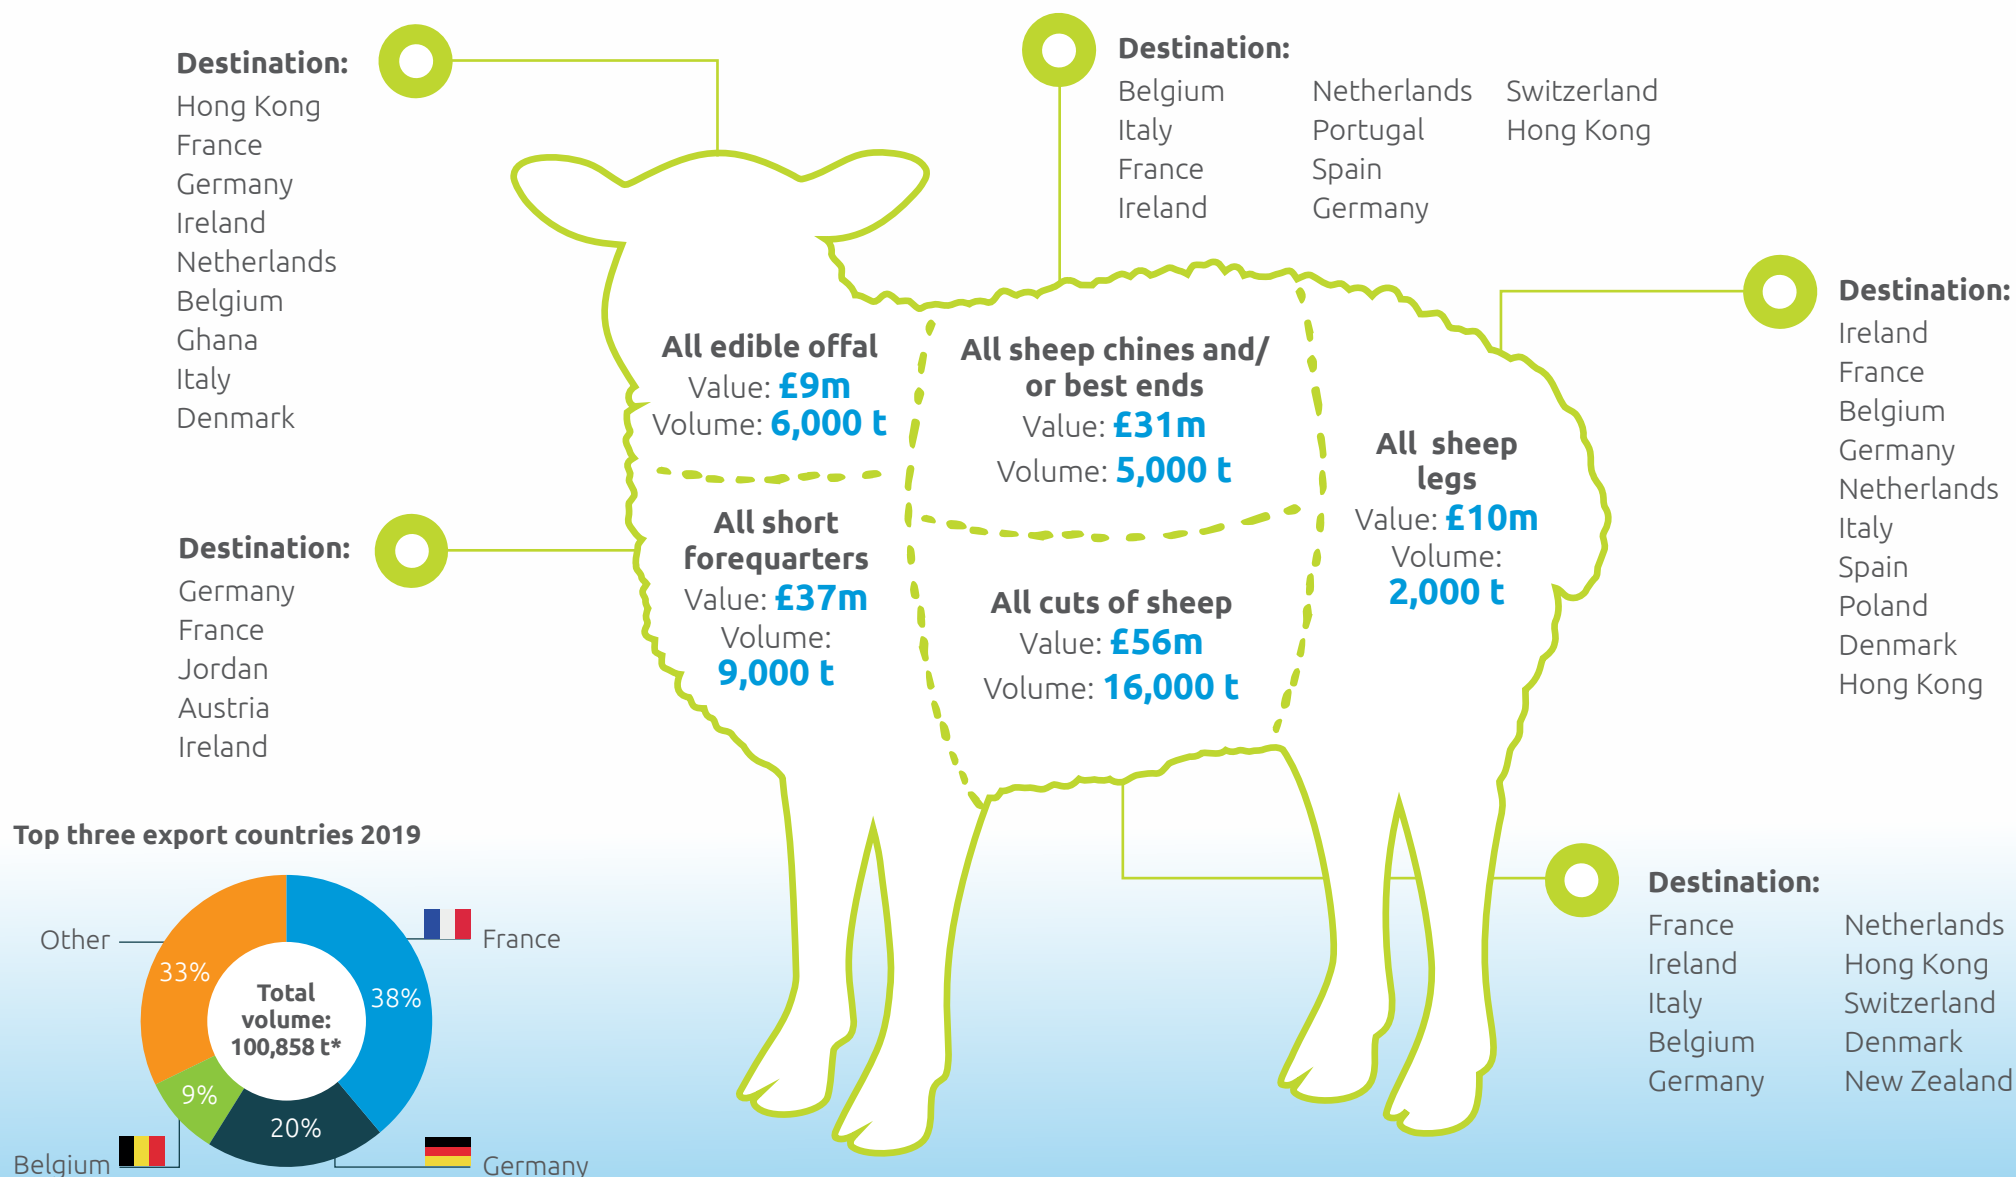 Destination:
Hong Kong
France
Germany
Ireland
Netherlands
Belgium
Ghana
Italy
Denmark
Destination:
Belgium
Italy
France
Ireland
Netherlands
Portugal
Spain
Germany
Switzerland
Hong Kong
Destination:
Ireland
France
Belgium
Germany
Netherlands
Italy
Spain
Poland
Denmark
Hong Kong
All edible offal
Value: £9m
Volume: 6,000 t
All sheep chines and/
or best ends
Value: £31m
Volume: 5,000 t
All sheep
legs
Value: £10m
Volume:
2,000 t
Destination:
Germany
France
Jordan
Austria
Ireland
All short
forequarters
Value: £37m
Volume:
9,000 t
All cuts of sheep
Value: £56m
Volume: 16,000 t
Destination:
France
Ireland
Italy
Belgium
Germany
Netherlands
Hong Kong
Switzerland
Denmark
New Zealand
Top three export countries 2019
Other
France
33%
38%
Total
volume:
100,858 t*
9%
20%
Belgium
Germany